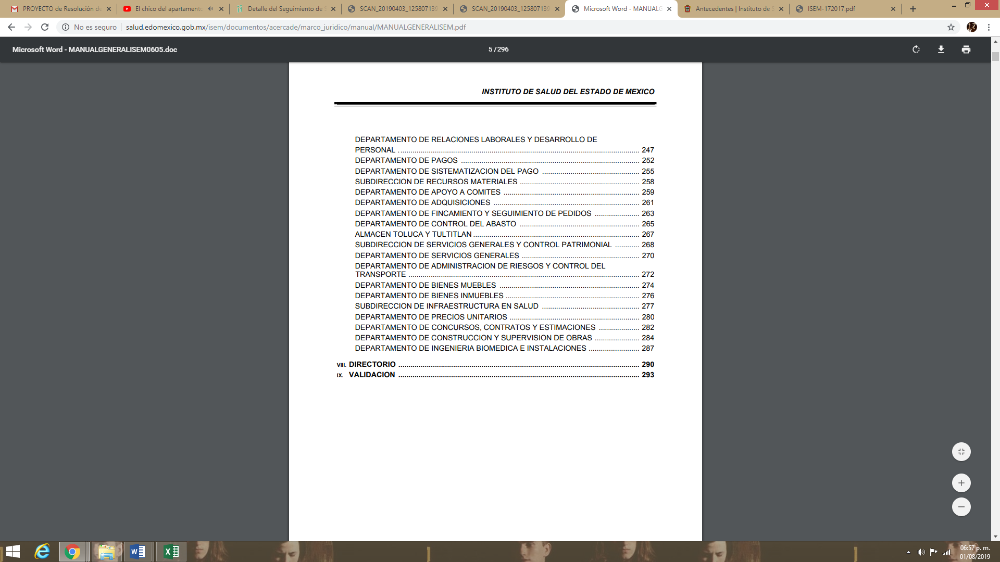 PROYECTO de Resolución de
El chico del apartamento
Detalle del Seguimiento de S
SCAN_20190403_125807139
SCAN_20190403_125807139
Microsoft Word - MANUALG
Antecedentes | Instituto de S
ISEM-172017.pdf
No es seguro
salud.edomexico.gob.mx/isem/documentos/acercade/marco_juridico/manual/MANUALGENERALISEM.pdf
Microsoft Word - MANUALGENERALISEM0605.doc
5 / 296
INSTITUTO DE SALUD DEL ESTADO DE MEXICO
DEPARTAMENTO DE RELACIONES LABORALES Y DESARROLLO DE
PERSONAL ........ 247
DEPARTAMENTO DE PAGOS ........ 252
DEPARTAMENTO DE SISTEMATIZACION DEL PAGO ........ 255
SUBDIRECCION DE RECURSOS MATERIALES ........ 258
DEPARTAMENTO DE APOYO A COMITES ........ 259
DEPARTAMENTO DE ADQUISICIONES ........ 261
DEPARTAMENTO DE FINCAMIENTO Y SEGUIMIENTO DE PEDIDOS ........ 263
DEPARTAMENTO DE CONTROL DEL ABASTO ........ 265
ALMACEN TOLUCA Y TULTITLAN ........ 267
SUBDIRECCION DE SERVICIOS GENERALES Y CONTROL PATRIMONIAL ........ 268
DEPARTAMENTO DE SERVICIOS GENERALES ........ 270
DEPARTAMENTO DE ADMINISTRACION DE RIESGOS Y CONTROL DEL
TRANSPORTE ........ 272
DEPARTAMENTO DE BIENES MUEBLES ........ 274
DEPARTAMENTO DE BIENES INMUEBLES ........ 276
SUBDIRECCION DE INFRAESTRUCTURA EN SALUD ........ 277
DEPARTAMENTO DE PRECIOS UNITARIOS ........ 280
DEPARTAMENTO DE CONCURSOS, CONTRATOS Y ESTIMACIONES ........ 282
DEPARTAMENTO DE CONSTRUCCION Y SUPERVISION DE OBRAS ........ 284
DEPARTAMENTO DE INGENIERIA BIOMEDICA E INSTALACIONES ........ 287
VIII. DIRECTORIO ........ 290
IX. VALIDACION ........ 293
06:57 p. m.
01/08/2019